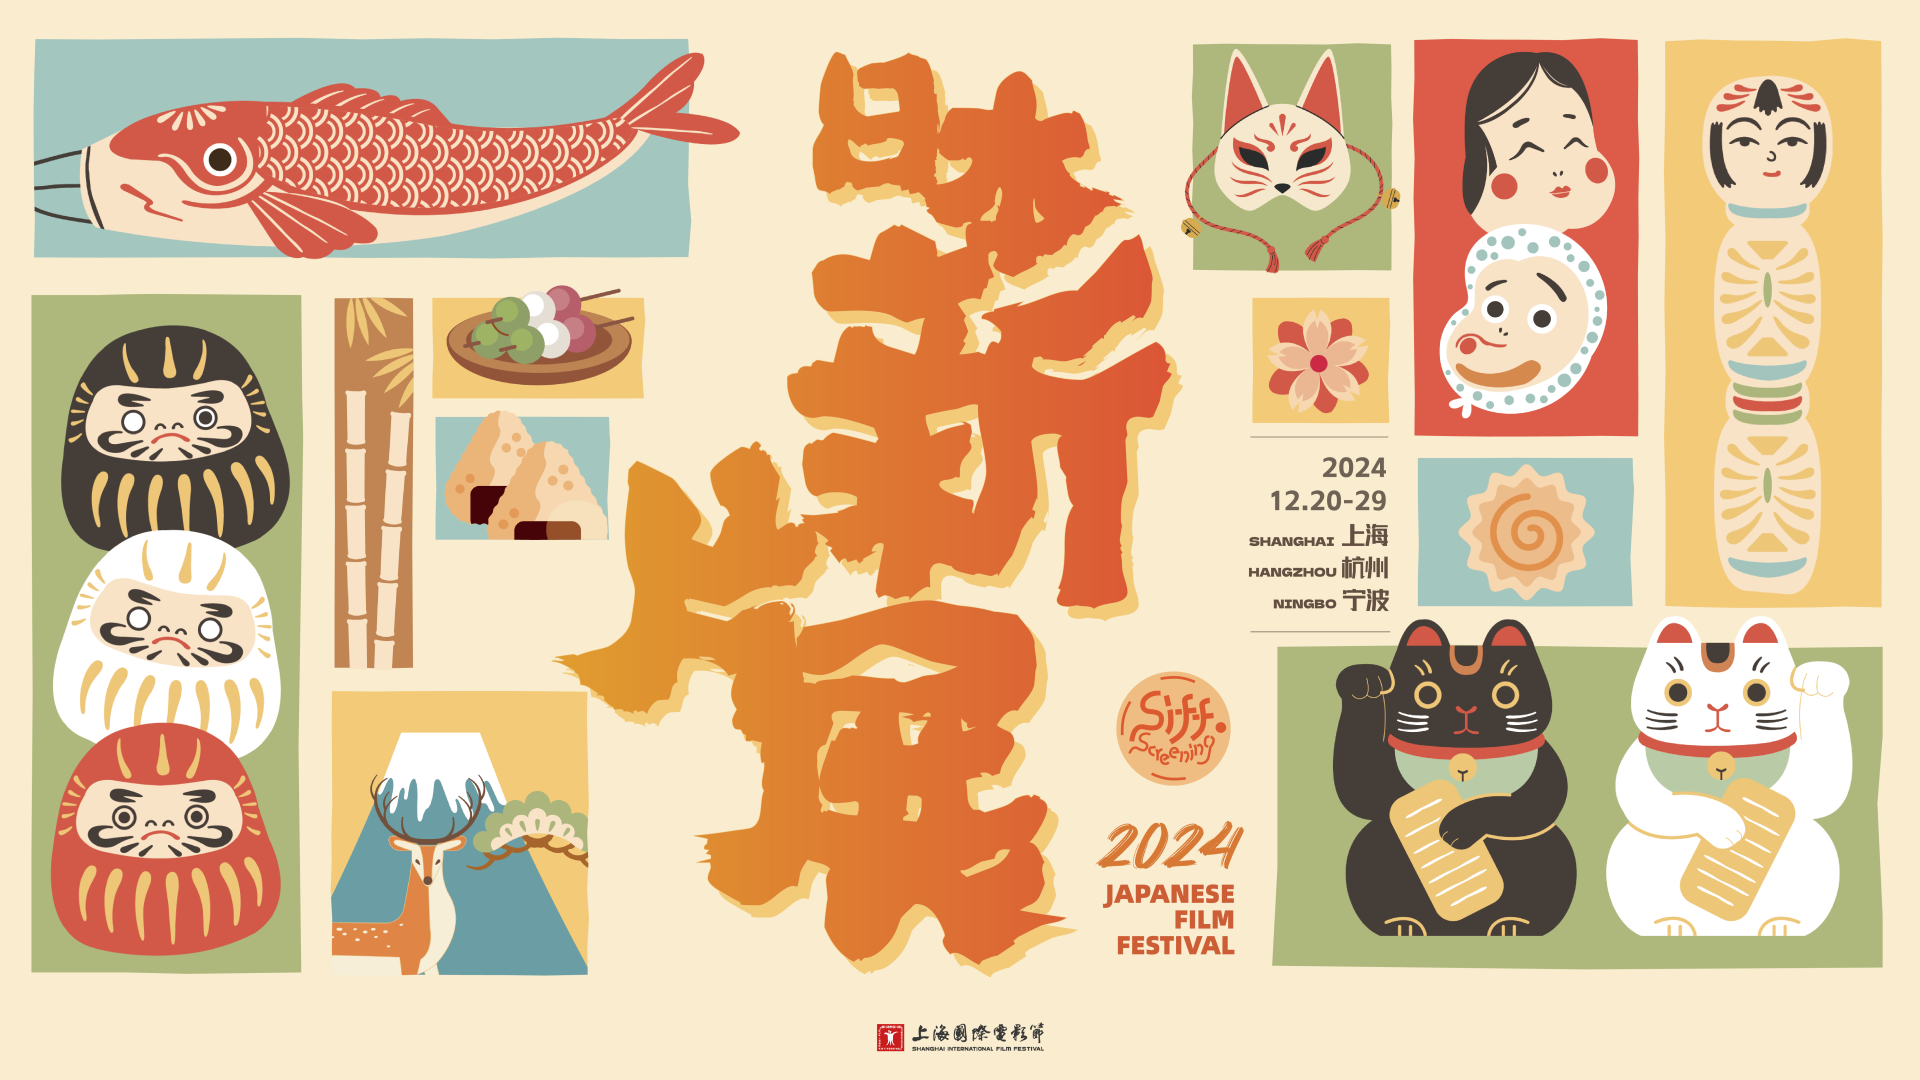 日本
新
片展
2024
12.20-29
SHANGHAI 上海
HANGZHOU 杭州
NINGBO 宁波
Siff
Screening
2024
JAPANESE
FILM
FESTIVAL
上海國際電影節
SHANGHAI INTERNATIONAL FILM FESTIVAL